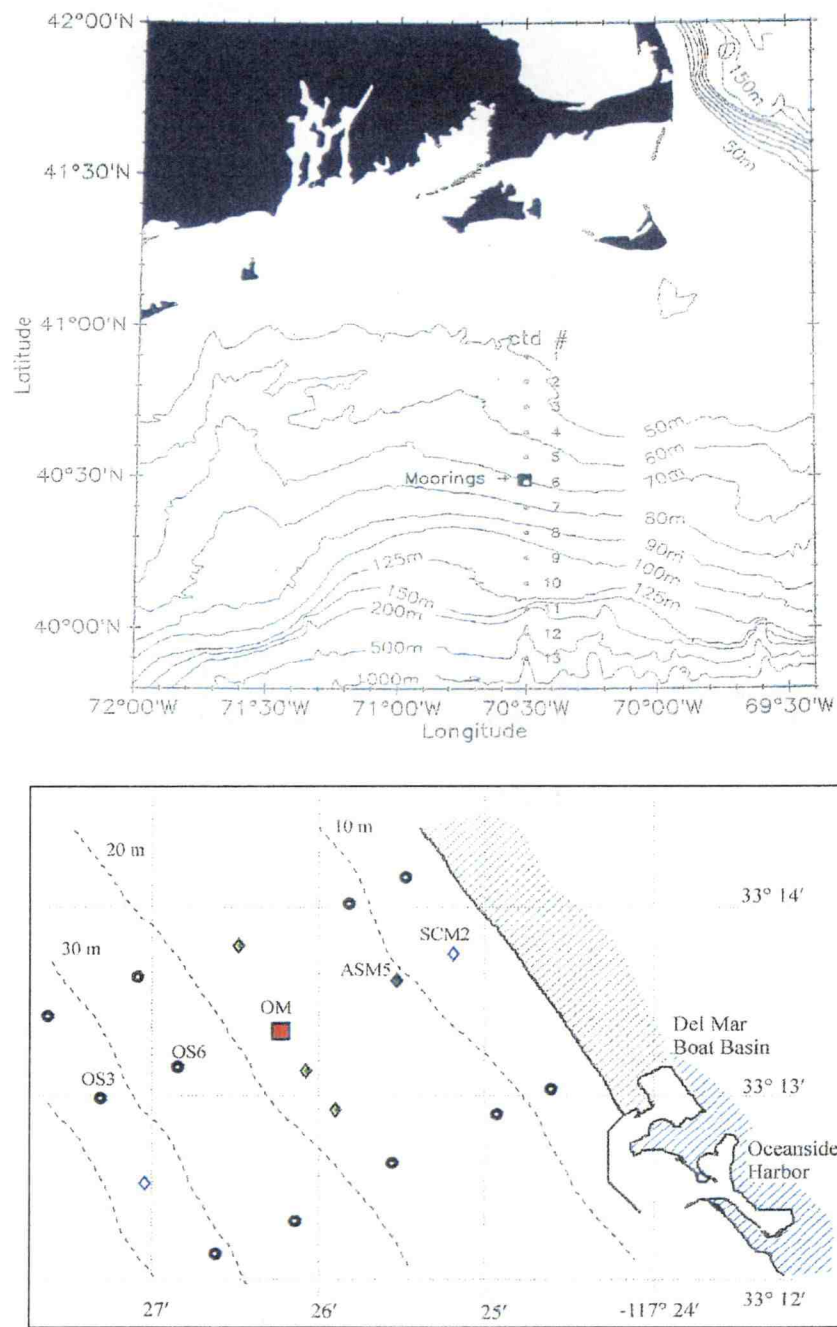 42°00'N
150m
50m
41°30'N
41°00'N
Latitude
ctd #
1
2
3
4
5
6
7
8
9
10
11
12
13
50m
60m
70m
80m
90m
100m
125m
40°30'N
Moorings →
125m
150m
200m
500m
1000m
40°00'N
72°00'W 71°30'W 71°00'W 70°30'W 70°00'W 69°30'W
Longitude
10 m
20 m
33° 14'
SCM2
30 m
ASM5
OM
Del Mar
Boat Basin
OS6
OS3
33° 13'
Oceanside
Harbor
33° 12'
27' 26' 25' -117° 24'